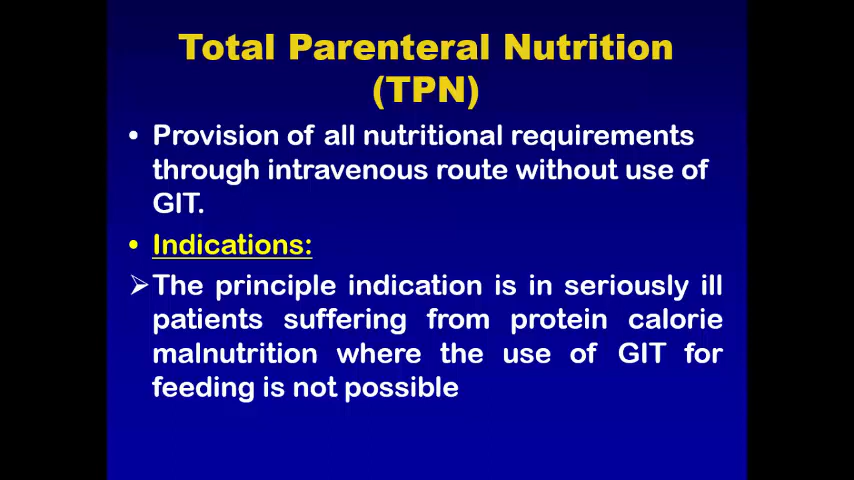 Total Parenteral Nutrition
(TPN)
• Provision of all nutritional requirements
through intravenous route without use of
GIT.
• Indications:
➢The principle indication is in seriously ill
patients suffering from protein calorie
malnutrition where the use of GIT for
feeding is not possible